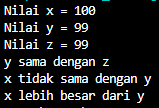 Nilai x = 100
Nilai y = 99
Nilai z = 99
y sama dengan z
x tidak sama dengan y
x lebih besar dari y